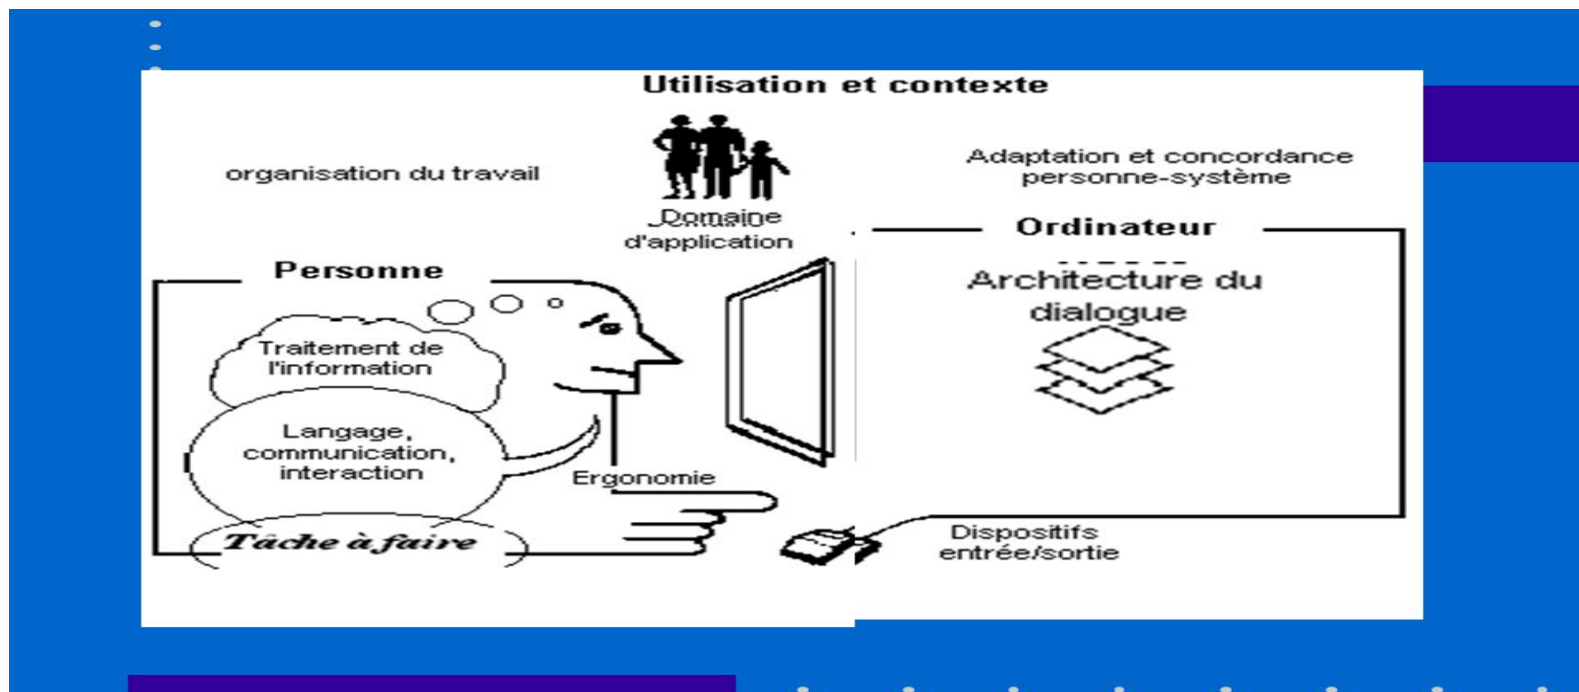 Utilisation et contexte
organisation du travail
Adaptation et concordance
personne-système
Domaine
d'application
Ordinateur
Personne
Architecture du
dialogue
Traitement de
l'information
Langage,
communication,
interaction
Ergonomie
Tâche à faire
Dispositifs
entrée/sortie